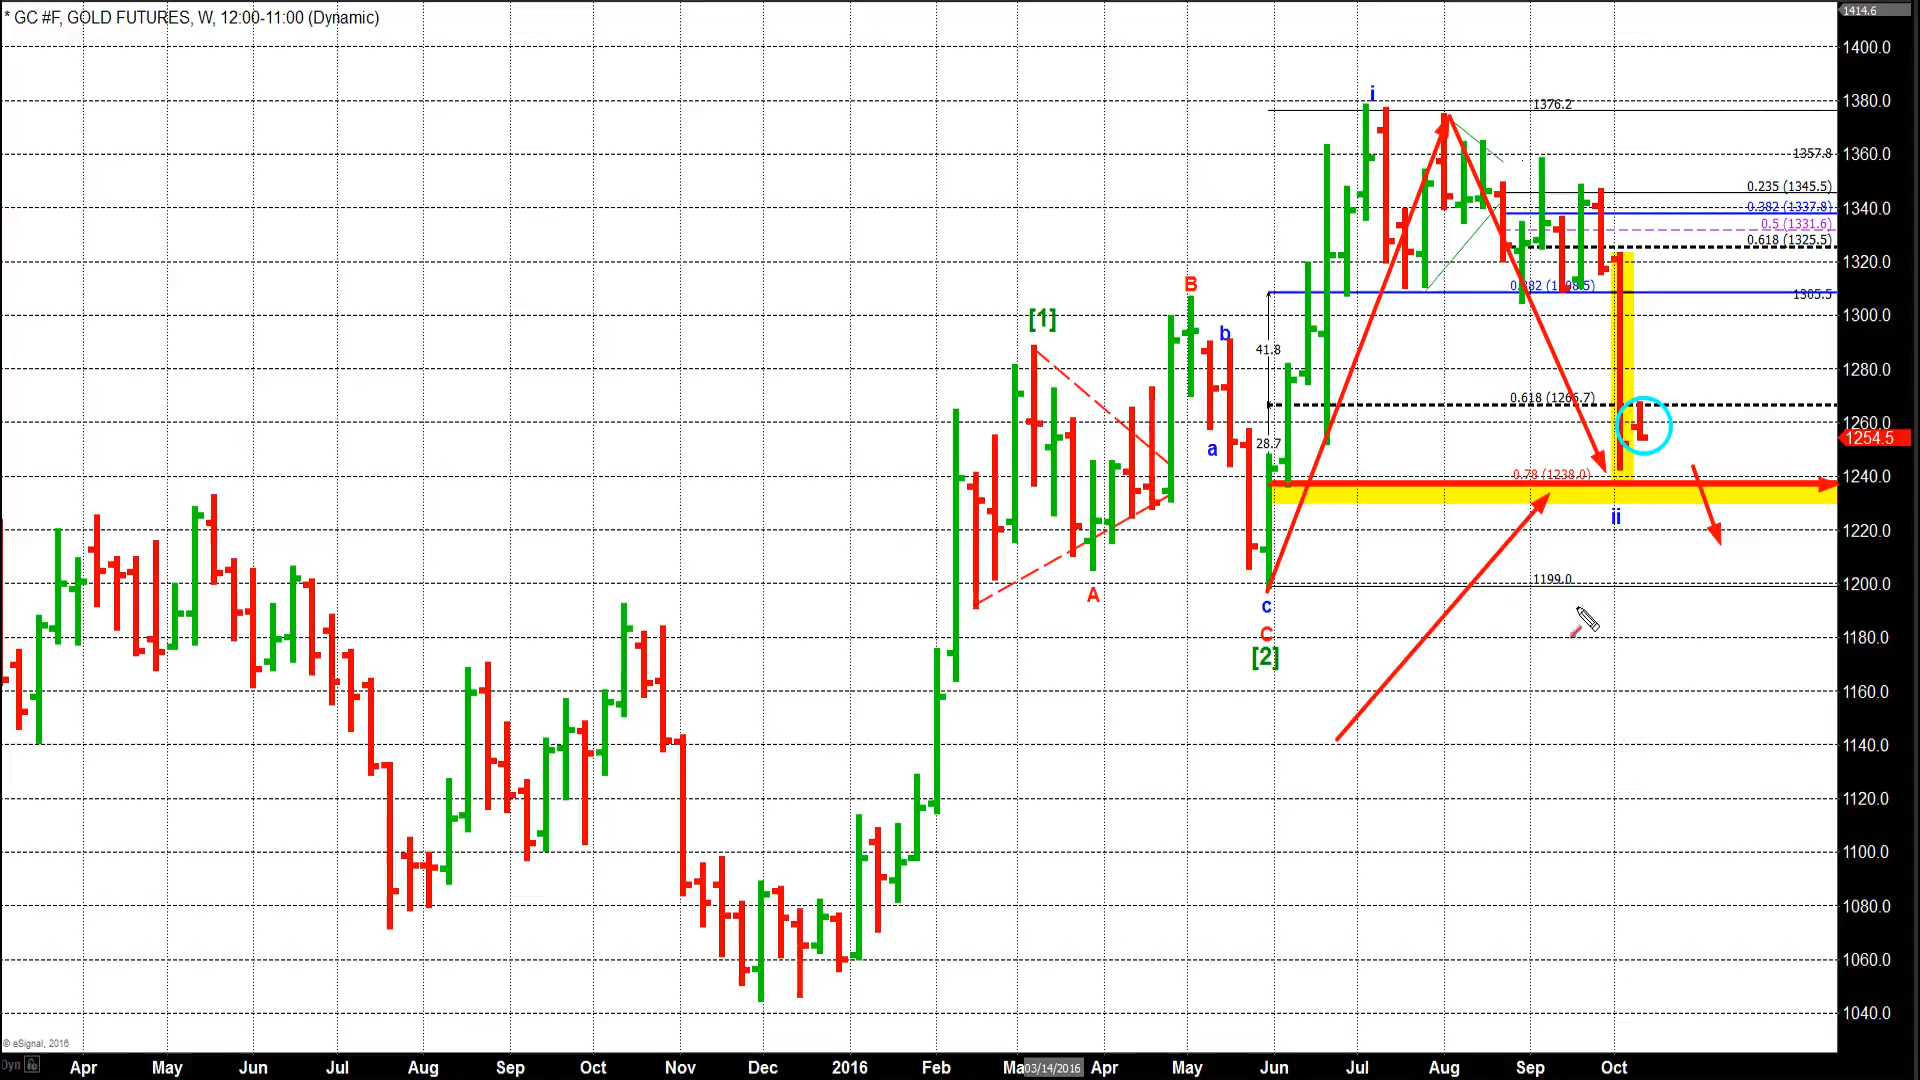 * GC #F, GOLD FUTURES, W, 12:00-11:00 (Dynamic)
1414.6
1400.0
1380.0
1360.0
1340.0
1320.0
1300.0
1280.0
1260.0
1254.5
1240.0
1220.0
1200.0
1180.0
1160.0
1140.0
1120.0
1100.0
1080.0
1060.0
1040.0
i
1376.2
1357.8
0.235 (1345.5)
0.382 (1337.8)
0.5 (1331.6)
0.618 (1325.5)
1305.5
B
[1]
b
41.8
0.618 (1266.7)
28.7
a
0.78 (1238.0)
ii
1199.0
A
c
C
[2]
© eSignal, 2016
Dyn
Apr
May
Jun
Jul
Aug
Sep
Oct
Nov
Dec
2016
Feb
03/14/2016
Apr
May
Jun
Jul
Aug
Sep
Oct